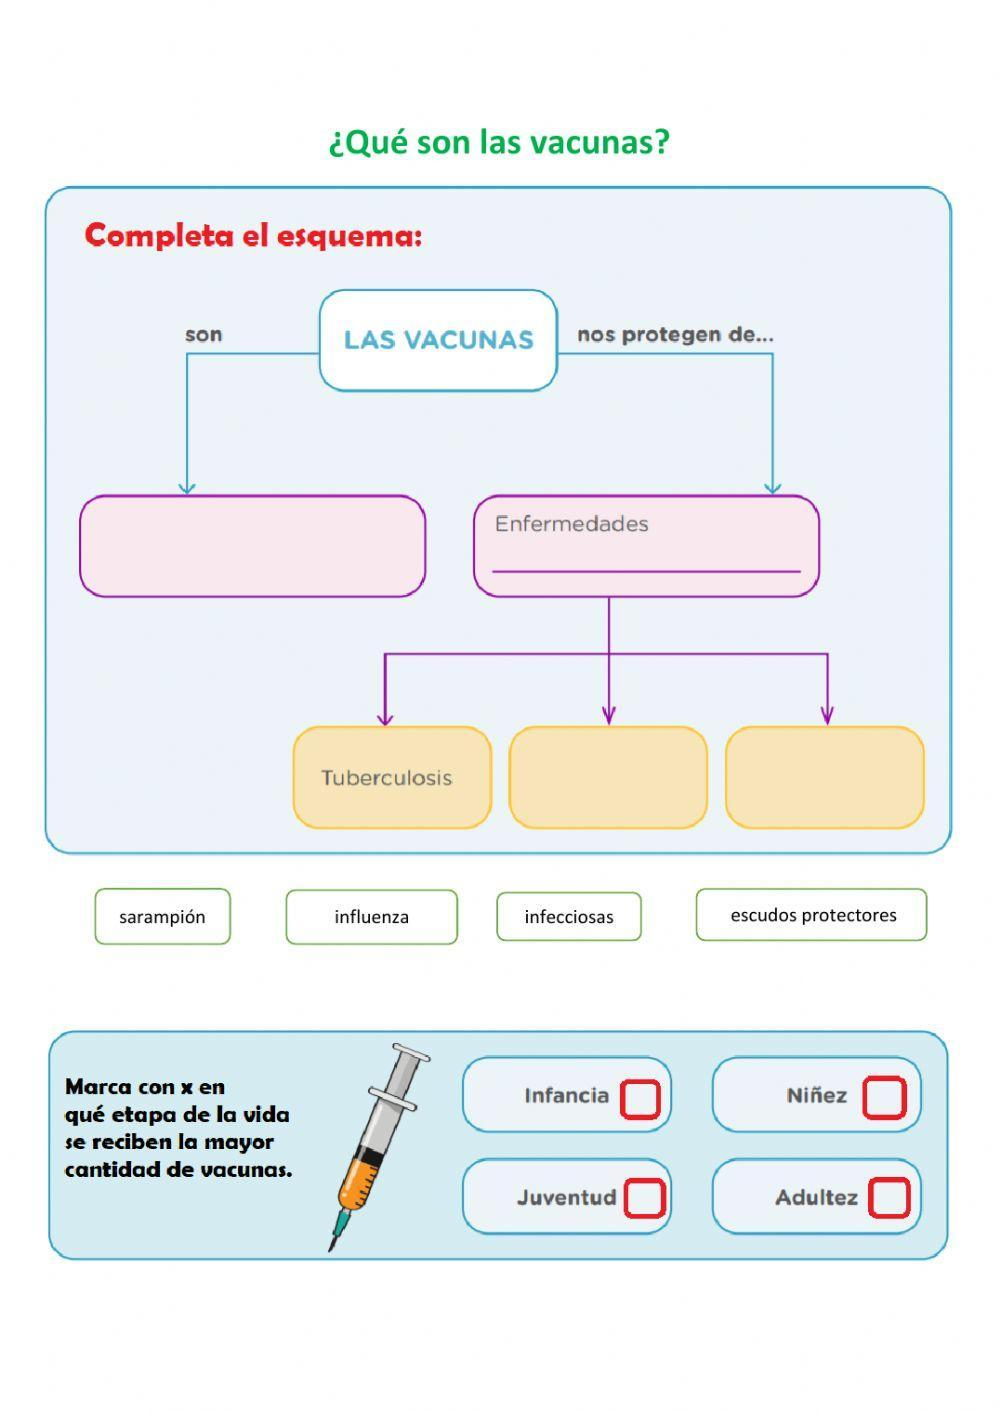 ¿Qué son las vacunas?
Completa el esquema:
son
LAS VACUNAS
nos protegen de...
Enfermedades
Tuberculosis
sarampión
influenza
infecciosas
escudos protectores
Marca con x en
qué etapa de la vida
se reciben la mayor
cantidad de vacunas.
Infancia
Niñez
Juventud
Adultez